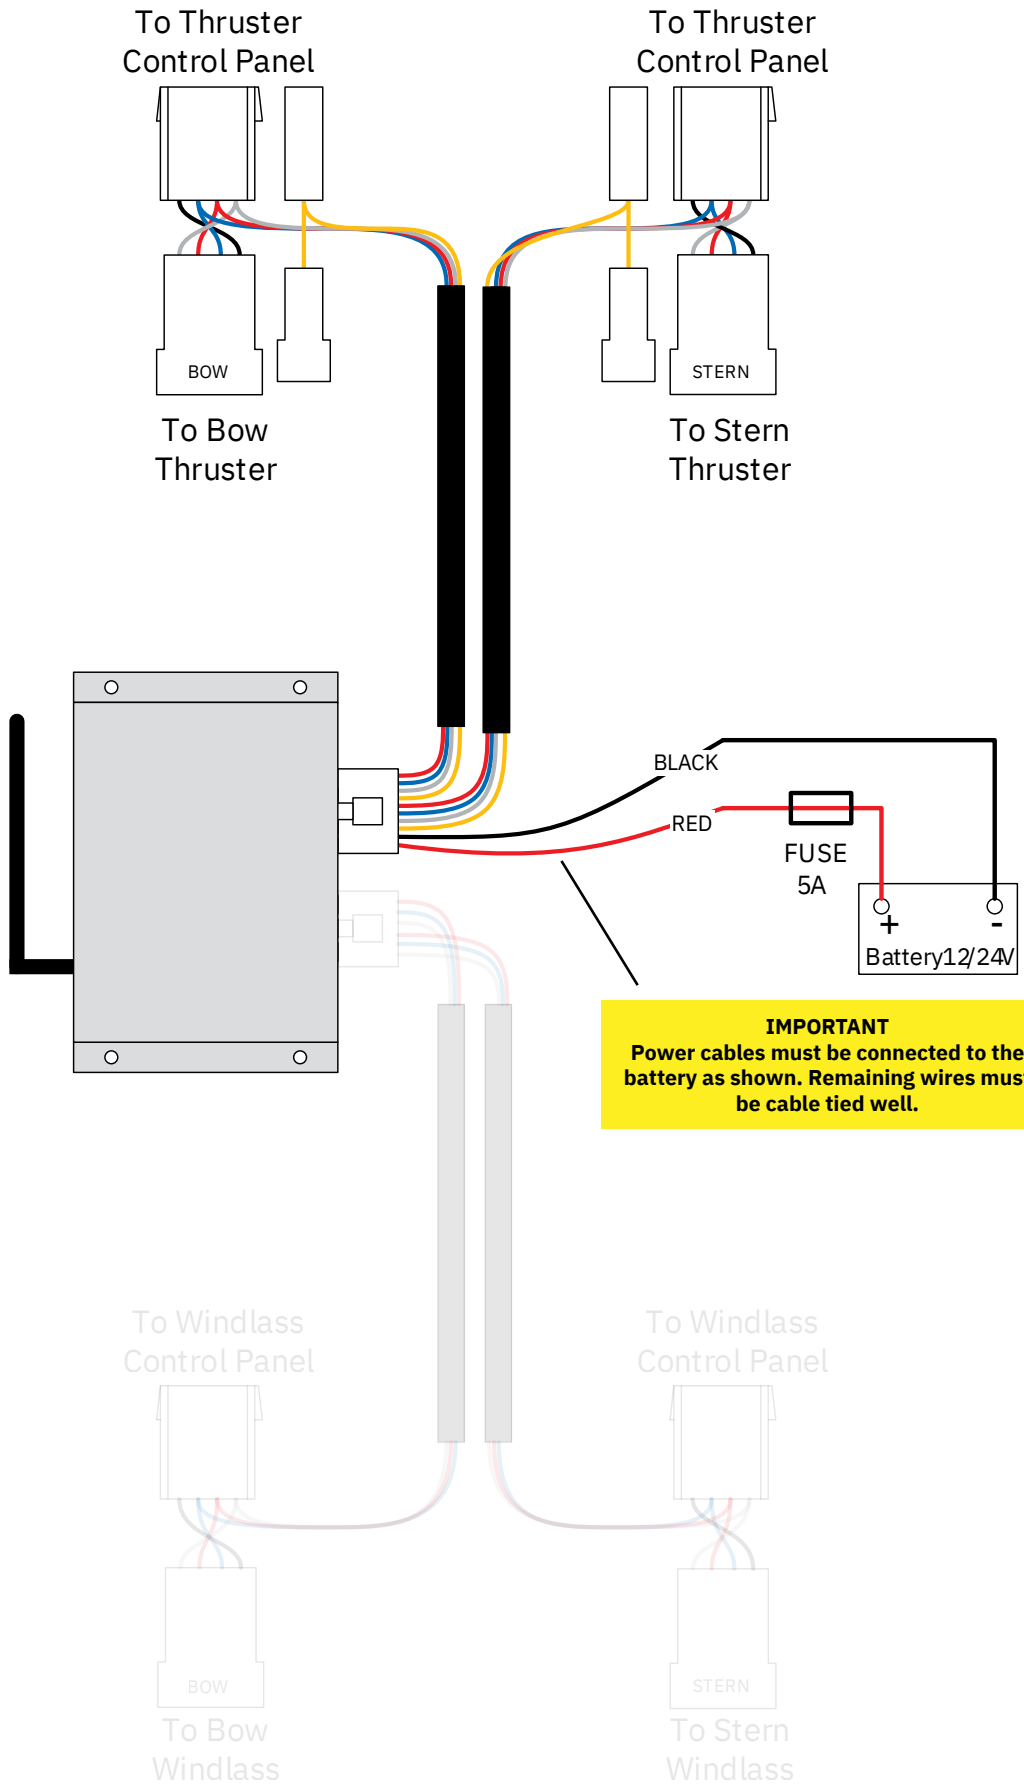 To Thruster
Control Panel
To Thruster
Control Panel
BOW
STERN
To Bow
Thruster
To Stern
Thruster
BLACK
RED
FUSE
5A
+
-
Battery12/24V
IMPORTANT
Power cables must be connected to the
battery as shown. Remaining wires must
be cable tied well.
To Windlass
Control Panel
To Windlass
Control Panel
BOW
STERN
To Bow
Windlass
To Stern
Windlass